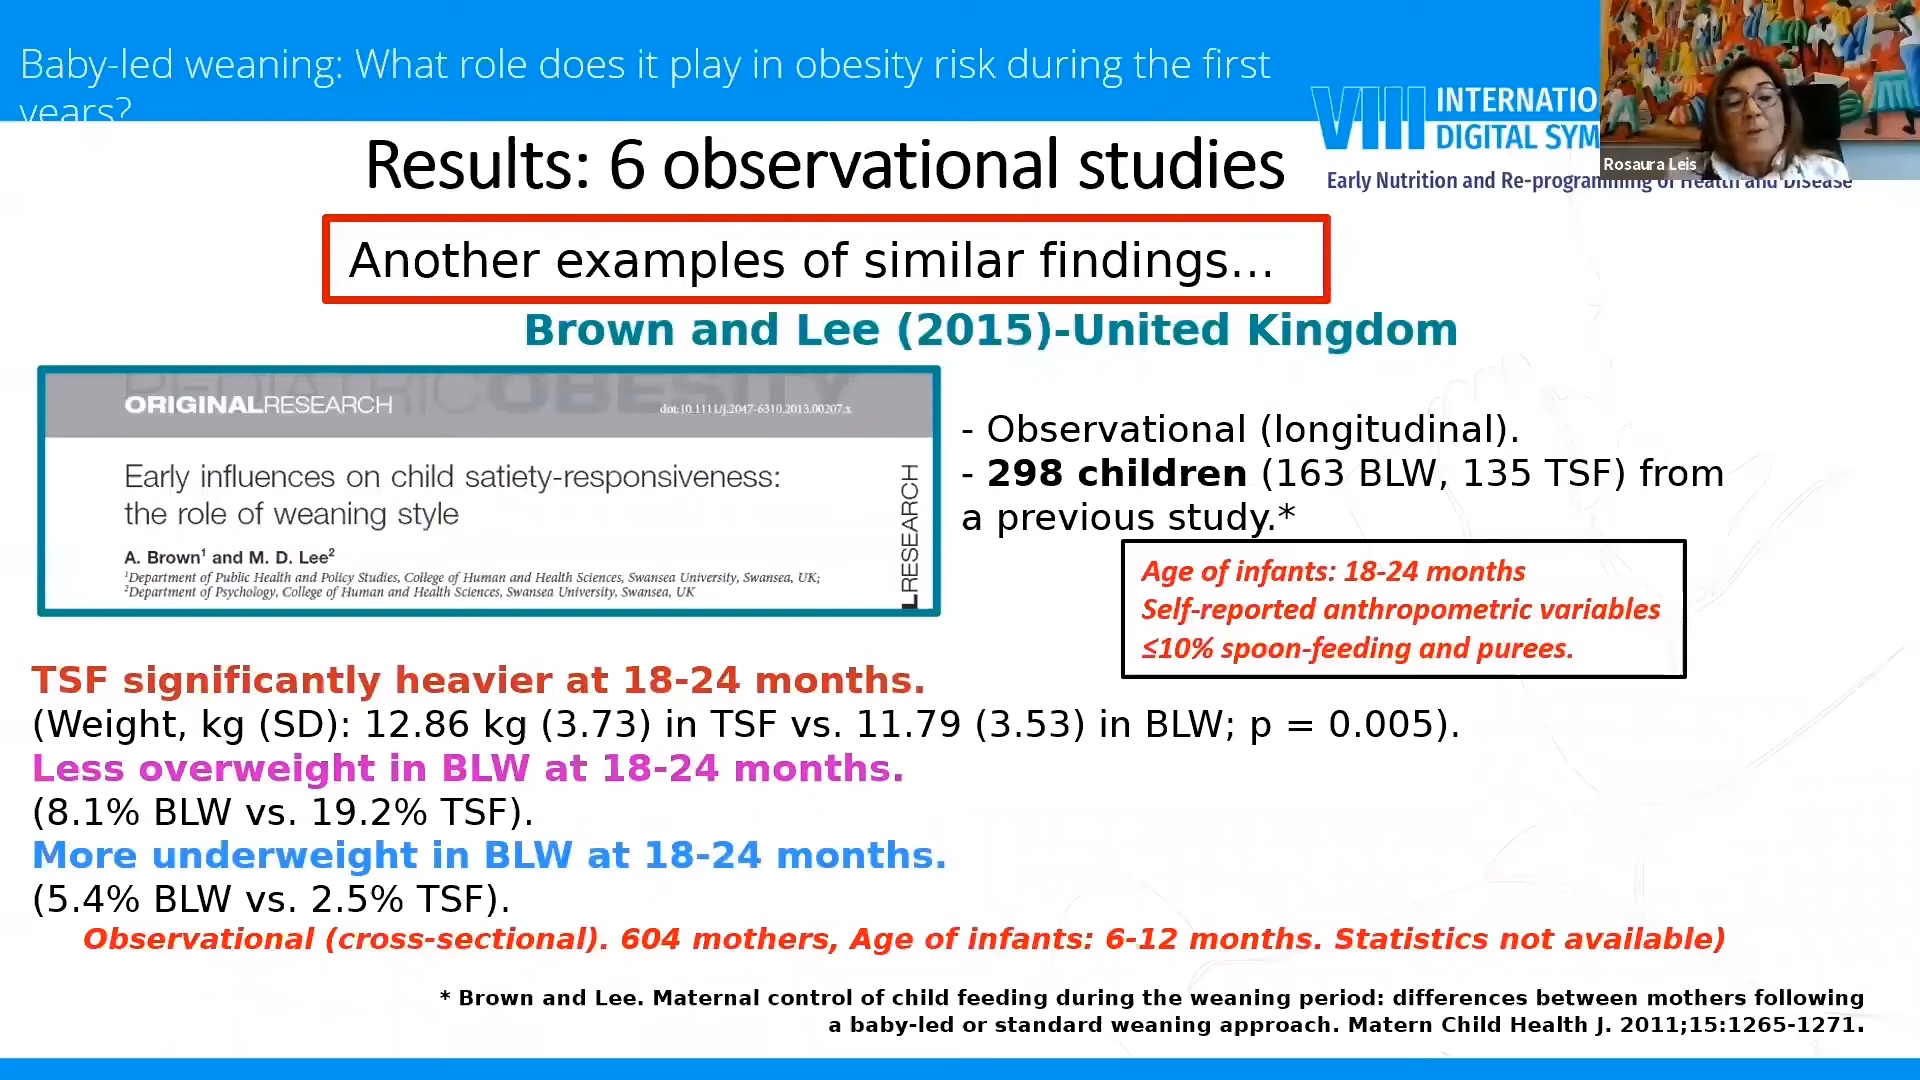 Baby-led weaning: What role does it play in obesity risk during the first
years?
VIII INTERNATIO
DIGITAL SYM
Early Nutrition and Re-programming of Health and Disease
Rosaura Leis
Results: 6 observational studies
Another examples of similar findings...
Brown and Lee (2015)-United Kingdom
PEDIATRICOBESITY
ORIGINALRESEARCH
doi:10.1111/j.2047-6310.2013.00207.x
Early influences on child satiety-responsiveness:
the role of weaning style
A. Brown¹ and M. D. Lee²
¹Department of Public Health and Policy Studies, College of Human and Health Sciences, Swansea University, Swansea, UK;
²Department of Psychology, College of Human and Health Sciences, Swansea University, Swansea, UK
LRESEARCH
- Observational (longitudinal).
- 298 children (163 BLW, 135 TSF) from
a previous study.*
Age of infants: 18-24 months
Self-reported anthropometric variables
≤10% spoon-feeding and purees.
TSF significantly heavier at 18-24 months.
(Weight, kg (SD): 12.86 kg (3.73) in TSF vs. 11.79 (3.53) in BLW; p = 0.005).
Less overweight in BLW at 18-24 months.
(8.1% BLW vs. 19.2% TSF).
More underweight in BLW at 18-24 months.
(5.4% BLW vs. 2.5% TSF).
Observational (cross-sectional). 604 mothers, Age of infants: 6-12 months. Statistics not available)
* Brown and Lee. Maternal control of child feeding during the weaning period: differences between mothers following
a baby-led or standard weaning approach. Matern Child Health J. 2011;15:1265-1271.